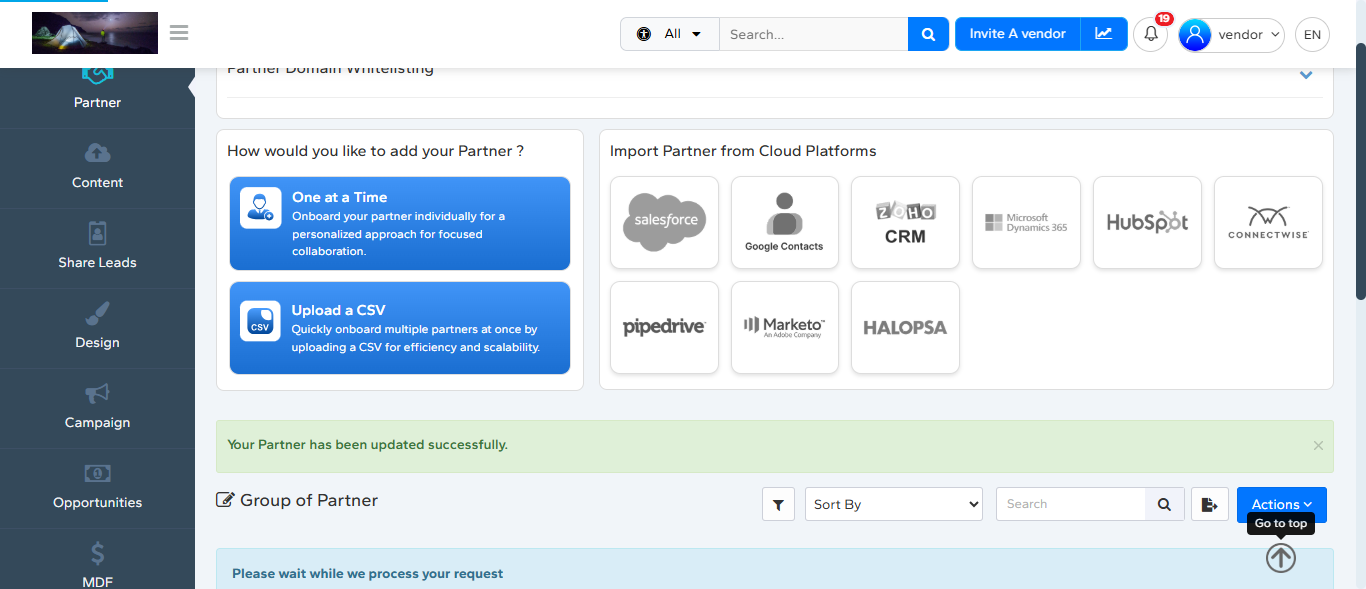 All
Search...
Invite A vendor
19
vendor
EN
Partner Domain Whitelisting
Partner
Content
Share Leads
Design
Campaign
Opportunities
MDF
How would you like to add your Partner ?
One at a Time
Onboard your partner individually for a
personalized approach for focused
collaboration.
CSV
Upload a CSV
Quickly onboard multiple partners at once by
uploading a CSV for efficiency and scalability.
Import Partner from Cloud Platforms
salesforce
Google Contacts
ZOHO
CRM
Microsoft
Dynamics 365
HubSpot
CONNECTWISE
pipedrive
Marketo™
An Adobe Company
HALOPSA
Your Partner has been updated successfully.
×
Group of Partner
Sort By
Search
Actions
Go to top
Please wait while we process your request